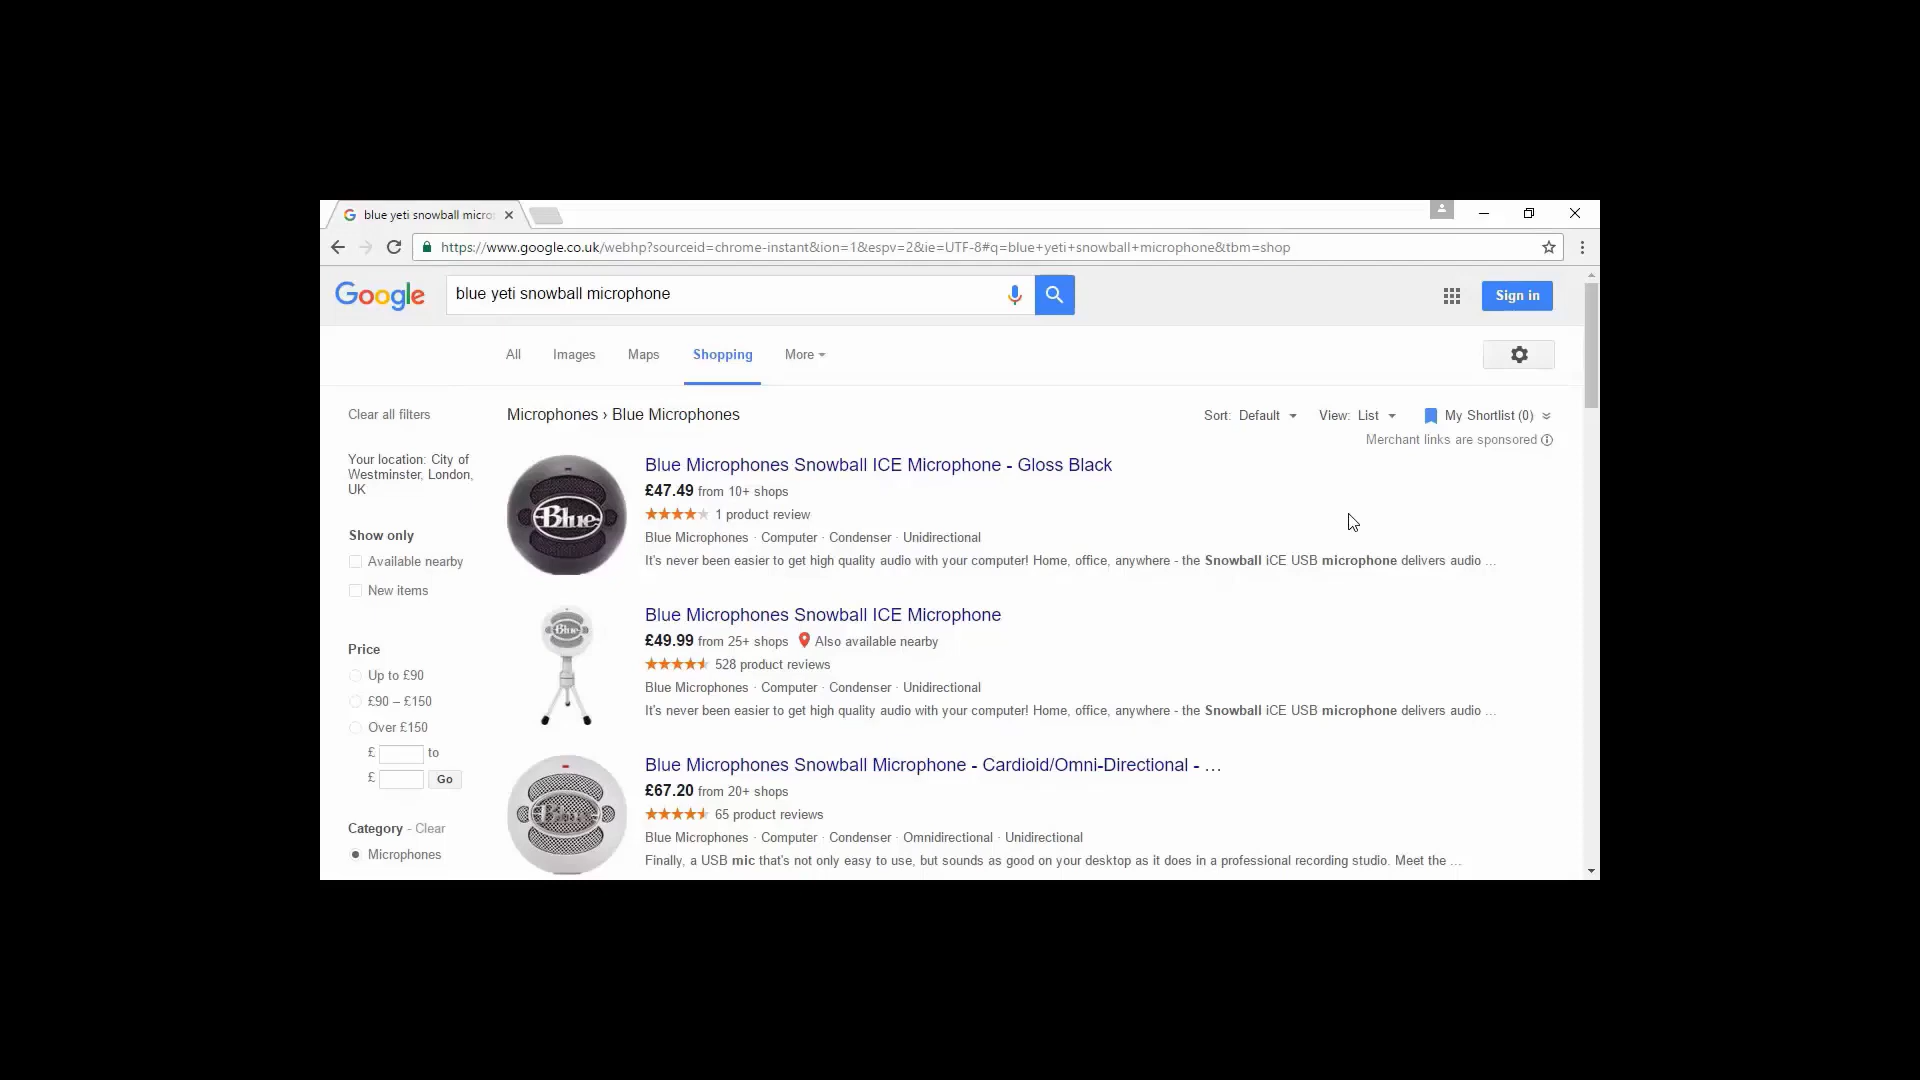 blue yeti snowball micro
https://www.google.co.uk/webhp?sourceid=chrome-instant&ion=1&espv=2&ie=UTF-8#q=blue+yeti+snowball+microphone&tbm=shop
Google
blue yeti snowball microphone
Sign in
All Images Maps Shopping More
Clear all filters
Microphones › Blue Microphones
Sort: Default View: List My Shortlist (0)
Merchant links are sponsored
Your location: City of
Westminster, London,
UK
Show only
Available nearby
New items
Price
Up to £90
£90 – £150
Over £150
£ to
£ Go
Category - Clear
Microphones
Blue
Blue Microphones Snowball ICE Microphone - Gloss Black
£47.49 from 10+ shops
1 product review
Blue Microphones · Computer · Condenser · Unidirectional
It's never been easier to get high quality audio with your computer! Home, office, anywhere - the Snowball iCE USB microphone delivers audio ...
Blue
Blue Microphones Snowball ICE Microphone
£49.99 from 25+ shops Also available nearby
528 product reviews
Blue Microphones · Computer · Condenser · Unidirectional
It's never been easier to get high quality audio with your computer! Home, office, anywhere - the Snowball iCE USB microphone delivers audio ...
Blue
Blue Microphones Snowball Microphone - Cardioid/Omni-Directional - ...
£67.20 from 20+ shops
65 product reviews
Blue Microphones · Computer · Condenser · Omnidirectional · Unidirectional
Finally, a USB mic that's not only easy to use, but sounds as good on your desktop as it does in a professional recording studio. Meet the ...